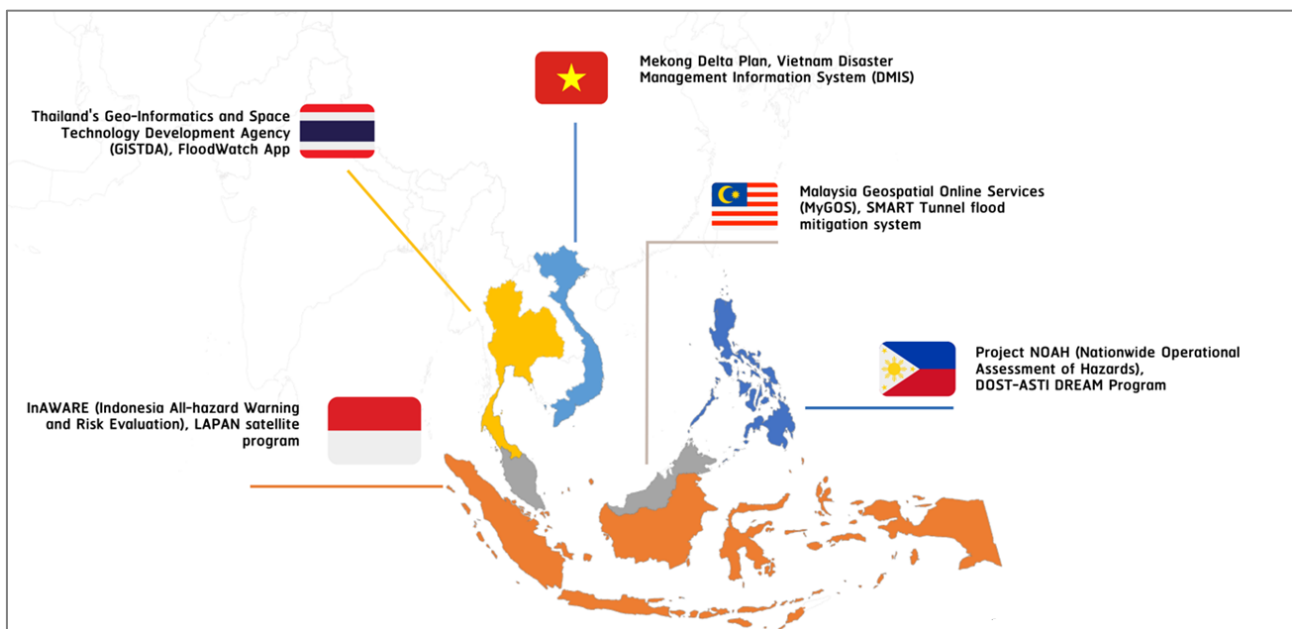 Mekong Delta Plan, Vietnam Disaster
Management Information System (DMIS)
Thailand's Geo-Informatics and Space
Technology Development Agency
(GISTDA), FloodWatch App
Malaysia Geospatial Online Services
(MyGOS), SMART Tunnel flood
mitigation system
Project NOAH (Nationwide Operational
Assessment of Hazards),
DOST-ASTI DREAM Program
InAWARE (Indonesia All-hazard Warning
and Risk Evaluation), LAPAN satellite
program